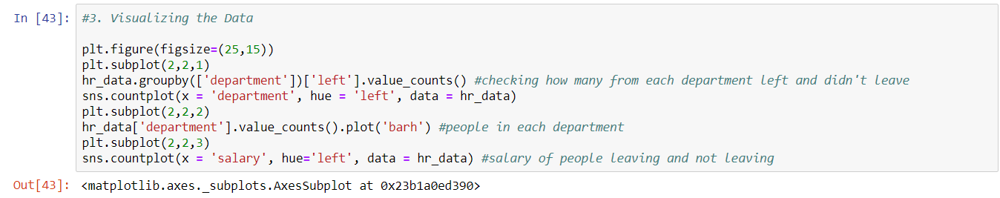 In [43]: #3. Visualizing the Data
plt.figure(figsize=(25,15))
plt.subplot(2,2,1)
hr_data.groupby(['department'])['left'].value_counts() #checking how many from each department left and didn't leave
sns.countplot(x = 'department', hue = 'left', data = hr_data)
plt.subplot(2,2,2)
hr_data['department'].value_counts().plot('barh') #people in each department
plt.subplot(2,2,3)
sns.countplot(x = 'salary', hue='left', data = hr_data) #salary of people leaving and not leaving
Out[43]: <matplotlib.axes._subplots.AxesSubplot at 0x23b1a0ed390>